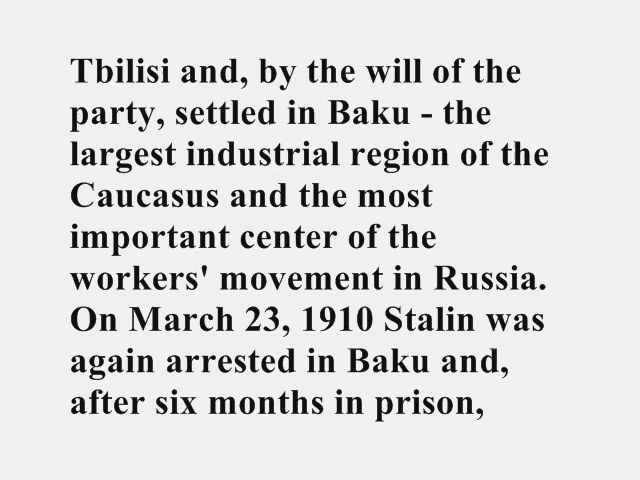 Tbilisi and, by the will of the
party, settled in Baku - the
largest industrial region of the
Caucasus and the most
important center of the
workers' movement in Russia.
On March 23, 1910 Stalin was
again arrested in Baku and,
after six months in prison,